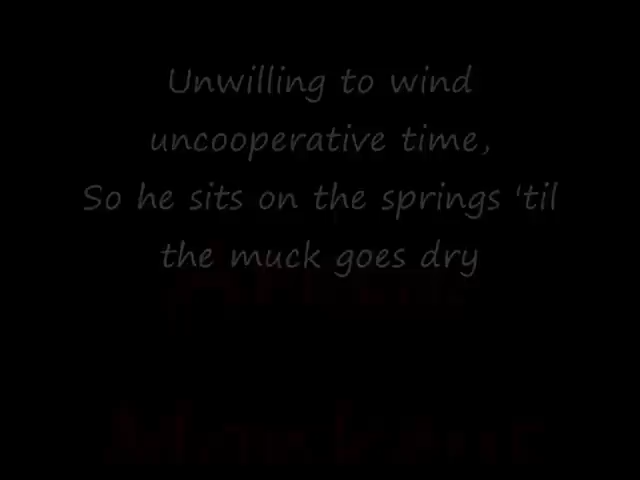 Unwilling to wind
uncooperative time,
So he sits on the springs 'til
the muck goes dry